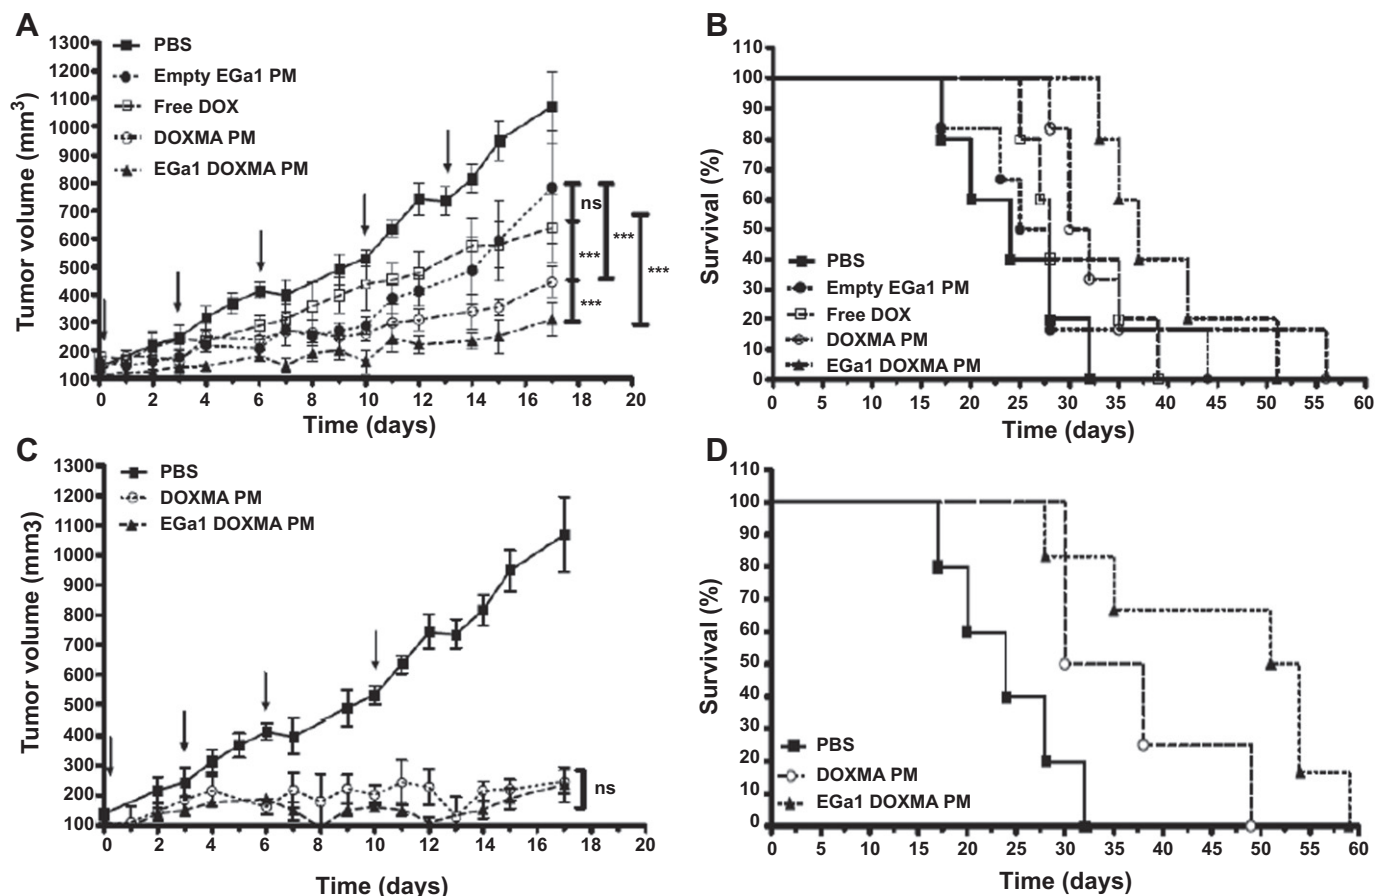 A
1300
1200
1100
1000
900
800
700
600
500
400
300
200
100
Tumor volume (mm3)
PBS
Empty EGa1 PM
Free DOX
DOXMA PM
EGa1 DOXMA PM
ns
***
***
***
***
0 2 4 6 8 10 12 14 16 18 20
Time (days)
B
110
100
90
80
70
60
50
40
30
20
10
0
Survival (%)
PBS
Empty EGa1 PM
Free DOX
DOXMA PM
EGa1 DOXMA PM
0 5 10 15 20 25 30 35 40 45 50 55 60
Time (days)
C
1300
1200
1100
1000
900
800
700
600
500
400
300
200
100
Tumor volume (mm3)
PBS
DOXMA PM
EGa1 DOXMA PM
ns
0 2 4 6 8 10 12 14 16 18 20
Time (days)
D
110
100
90
80
70
60
50
40
30
20
10
0
Survival (%)
PBS
DOXMA PM
EGa1 DOXMA PM
0 5 10 15 20 25 30 35 40 45 50 55 60
Time (days)